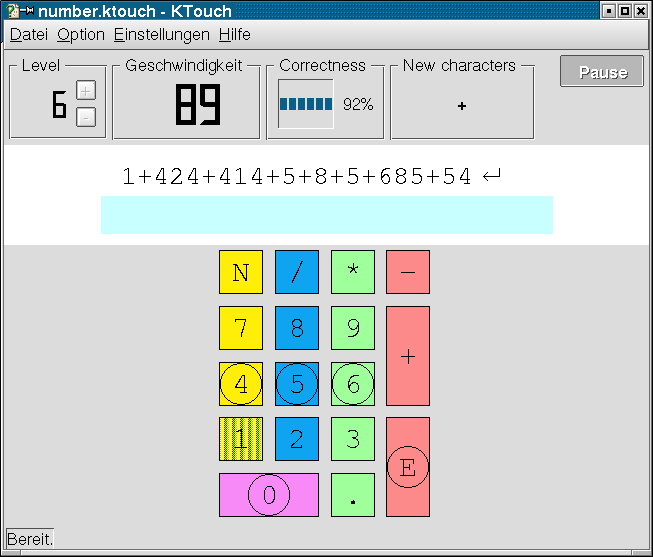 number.ktouch - KTouch
Datei Option Einstellungen Hilfe
Level Geschwindigkeit Correctness New characters
6 + - 89 92% + Pause
1+424+414+5+8+5+685+54 ↵
N / * -
7 8 9
+
4 5 6
1 2 3
E
0 .
Bereit.